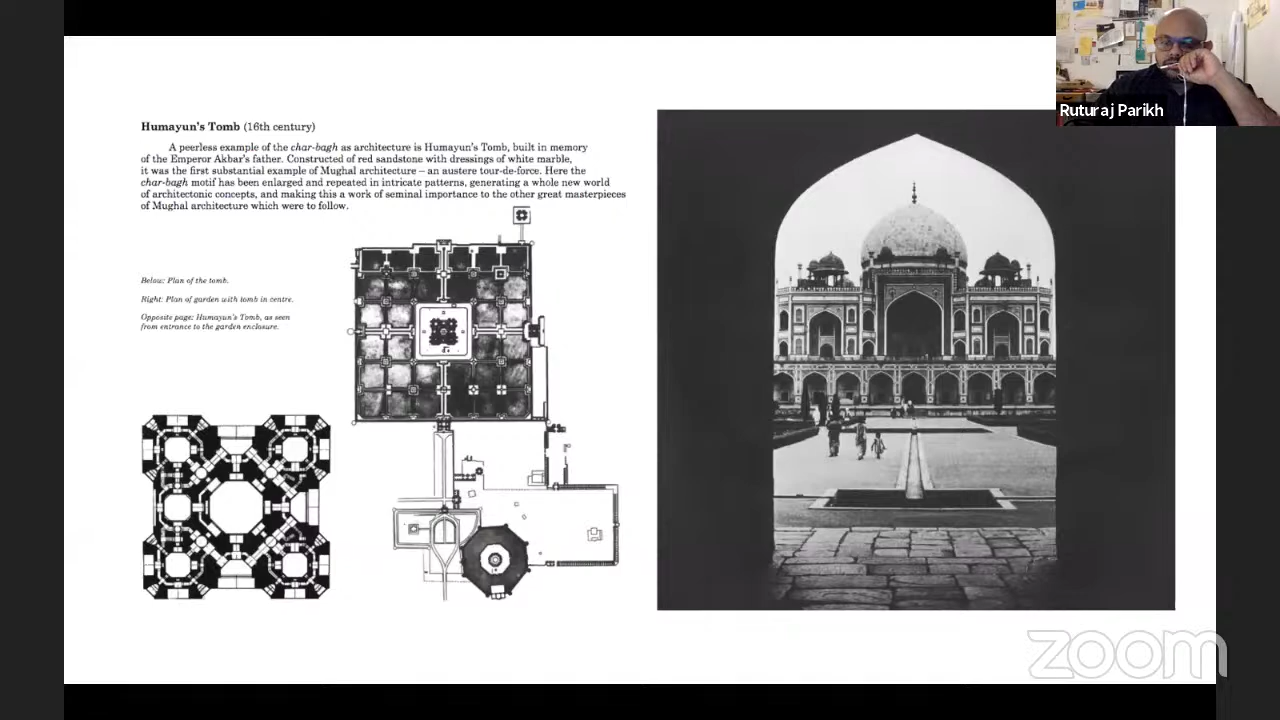 Ruturaj Parikh
Humayun's Tomb (16th century)
A peerless example of the char-bagh as architecture is Humayun's Tomb, built in memory
of the Emperor Akbar's father. Constructed of red sandstone with dressings of white marble,
it was the first substantial example of Mughal architecture – an austere tour-de-force. Here the
char-bagh motif has been enlarged and repeated in intricate patterns, generating a whole new world
of architectonic concepts, and making this a work of seminal importance to the other great masterpieces
of Mughal architecture which were to follow.
Below: Plan of the tomb.
Right: Plan of garden with tomb in centre.
Opposite page: Humayun's Tomb, as seen
from entrance to the garden enclosure.
zoom